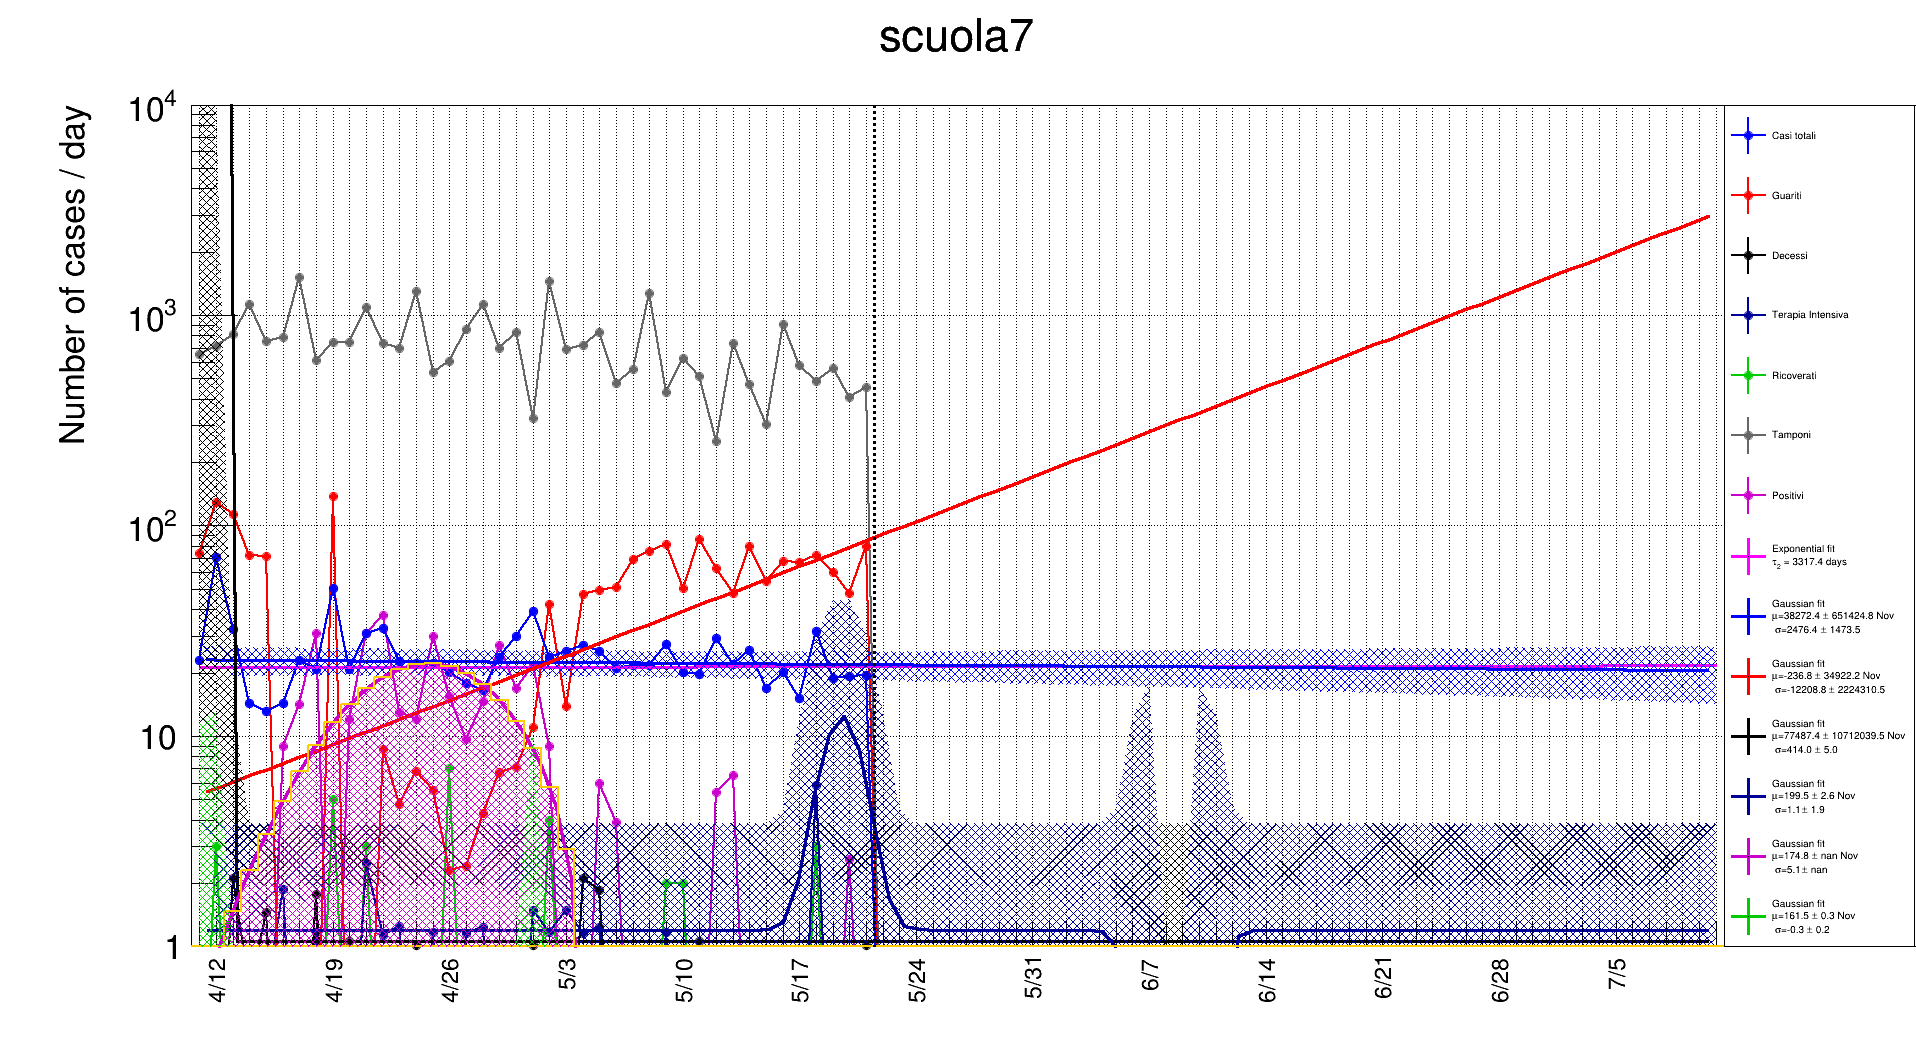 scuola7
Number of cases / day
10^4
10^3
10^2
10
1
4/12
4/19
4/26
5/3
5/10
5/17
5/24
5/31
6/7
6/14
6/21
6/28
7/5
Casi totali
Guariti
Decessi
Terapia Intensiva
Ricoverati
Tamponi
Positivi
Exponential fit
τ2 = 3317.4 days
Gaussian fit
μ=38272.4 ± 651424.8 Nov
σ=2476.4 ± 1473.5
Gaussian fit
μ=-236.8 ± 34922.2 Nov
σ=-12208.8 ± 2224310.5
Gaussian fit
μ=77487.4 ± 10712039.5 Nov
σ=414.0 ± 5.0
Gaussian fit
μ=199.5 ± 2.6 Nov
σ=1.1 ± 1.9
Gaussian fit
μ=174.8 ± nan Nov
σ=5.1 ± nan
Gaussian fit
μ=161.5 ± 0.3 Nov
σ=-0.3 ± 0.2